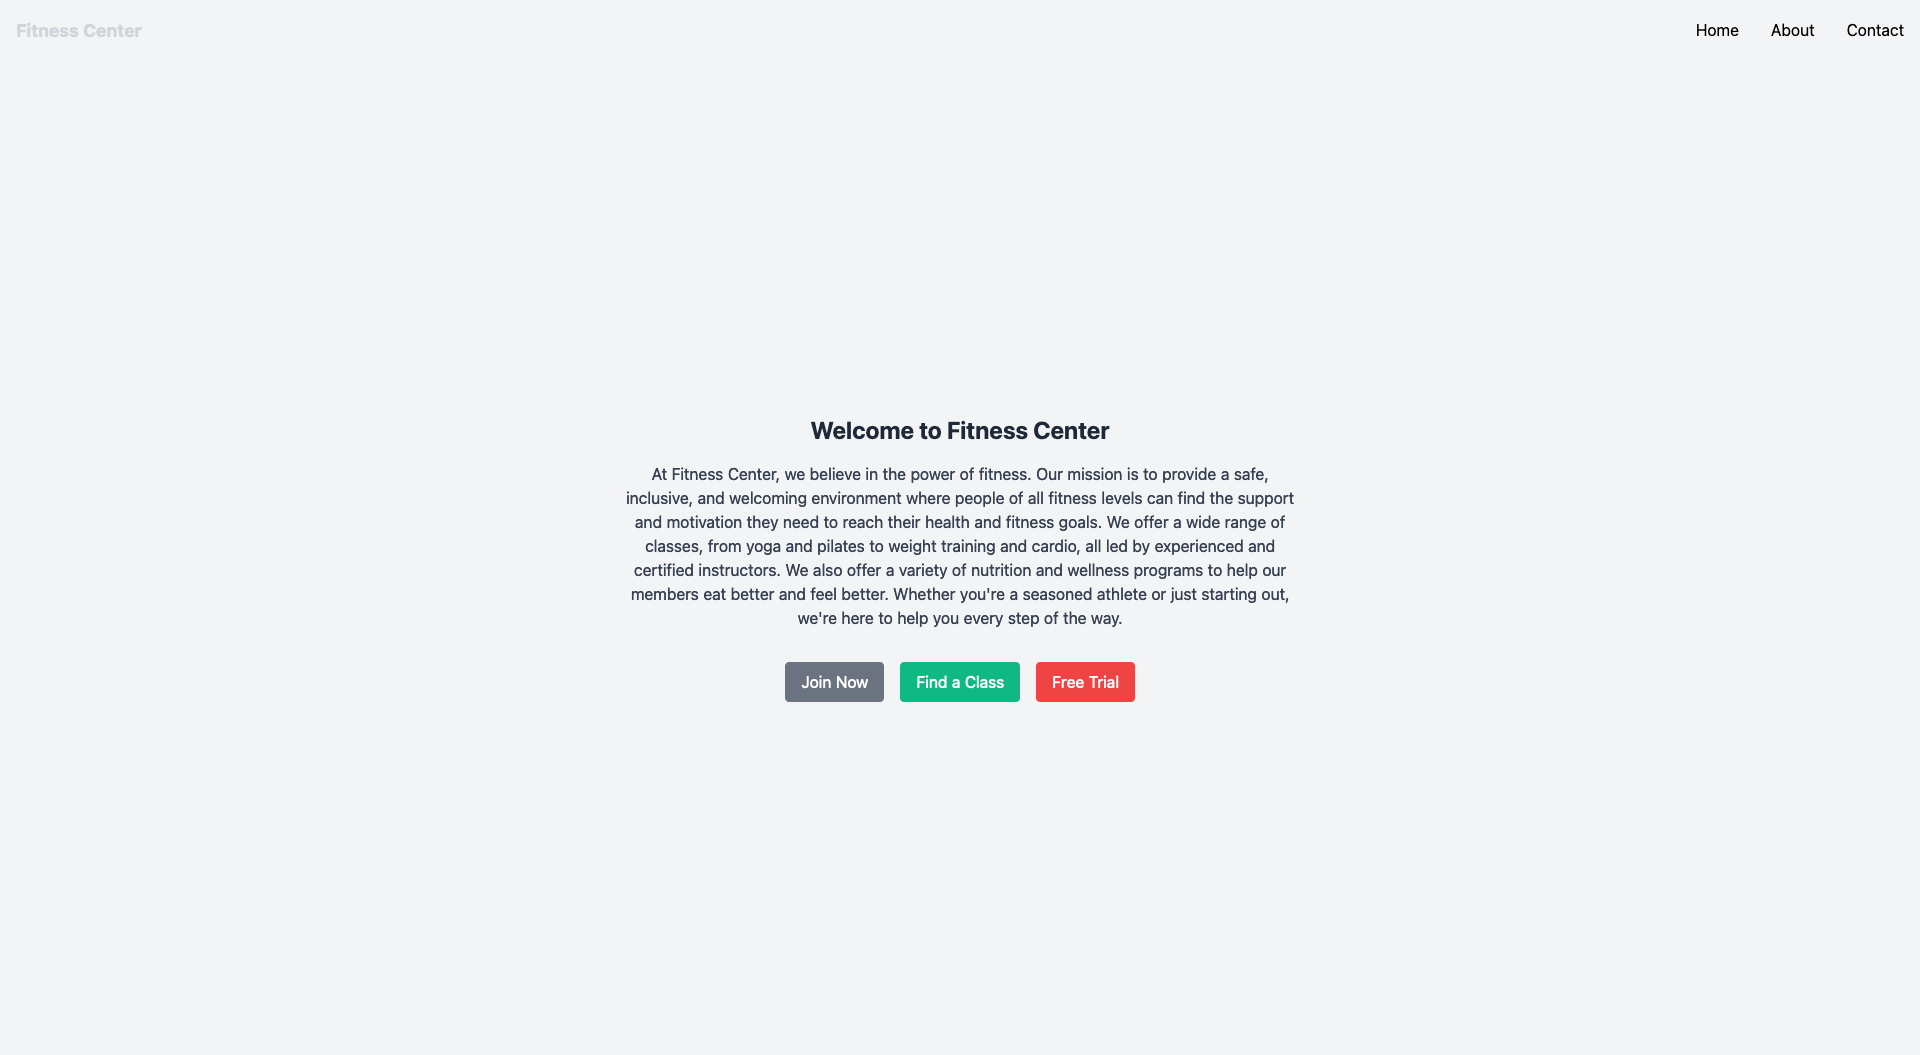 Fitness Center
Home About Contact
Welcome to Fitness Center
At Fitness Center, we believe in the power of fitness. Our mission is to provide a safe,
inclusive, and welcoming environment where people of all fitness levels can find the support
and motivation they need to reach their health and fitness goals. We offer a wide range of
classes, from yoga and pilates to weight training and cardio, all led by experienced and
certified instructors. We also offer a variety of nutrition and wellness programs to help our
members eat better and feel better. Whether you're a seasoned athlete or just starting out,
we're here to help you every step of the way.
Join Now Find a Class Free Trial